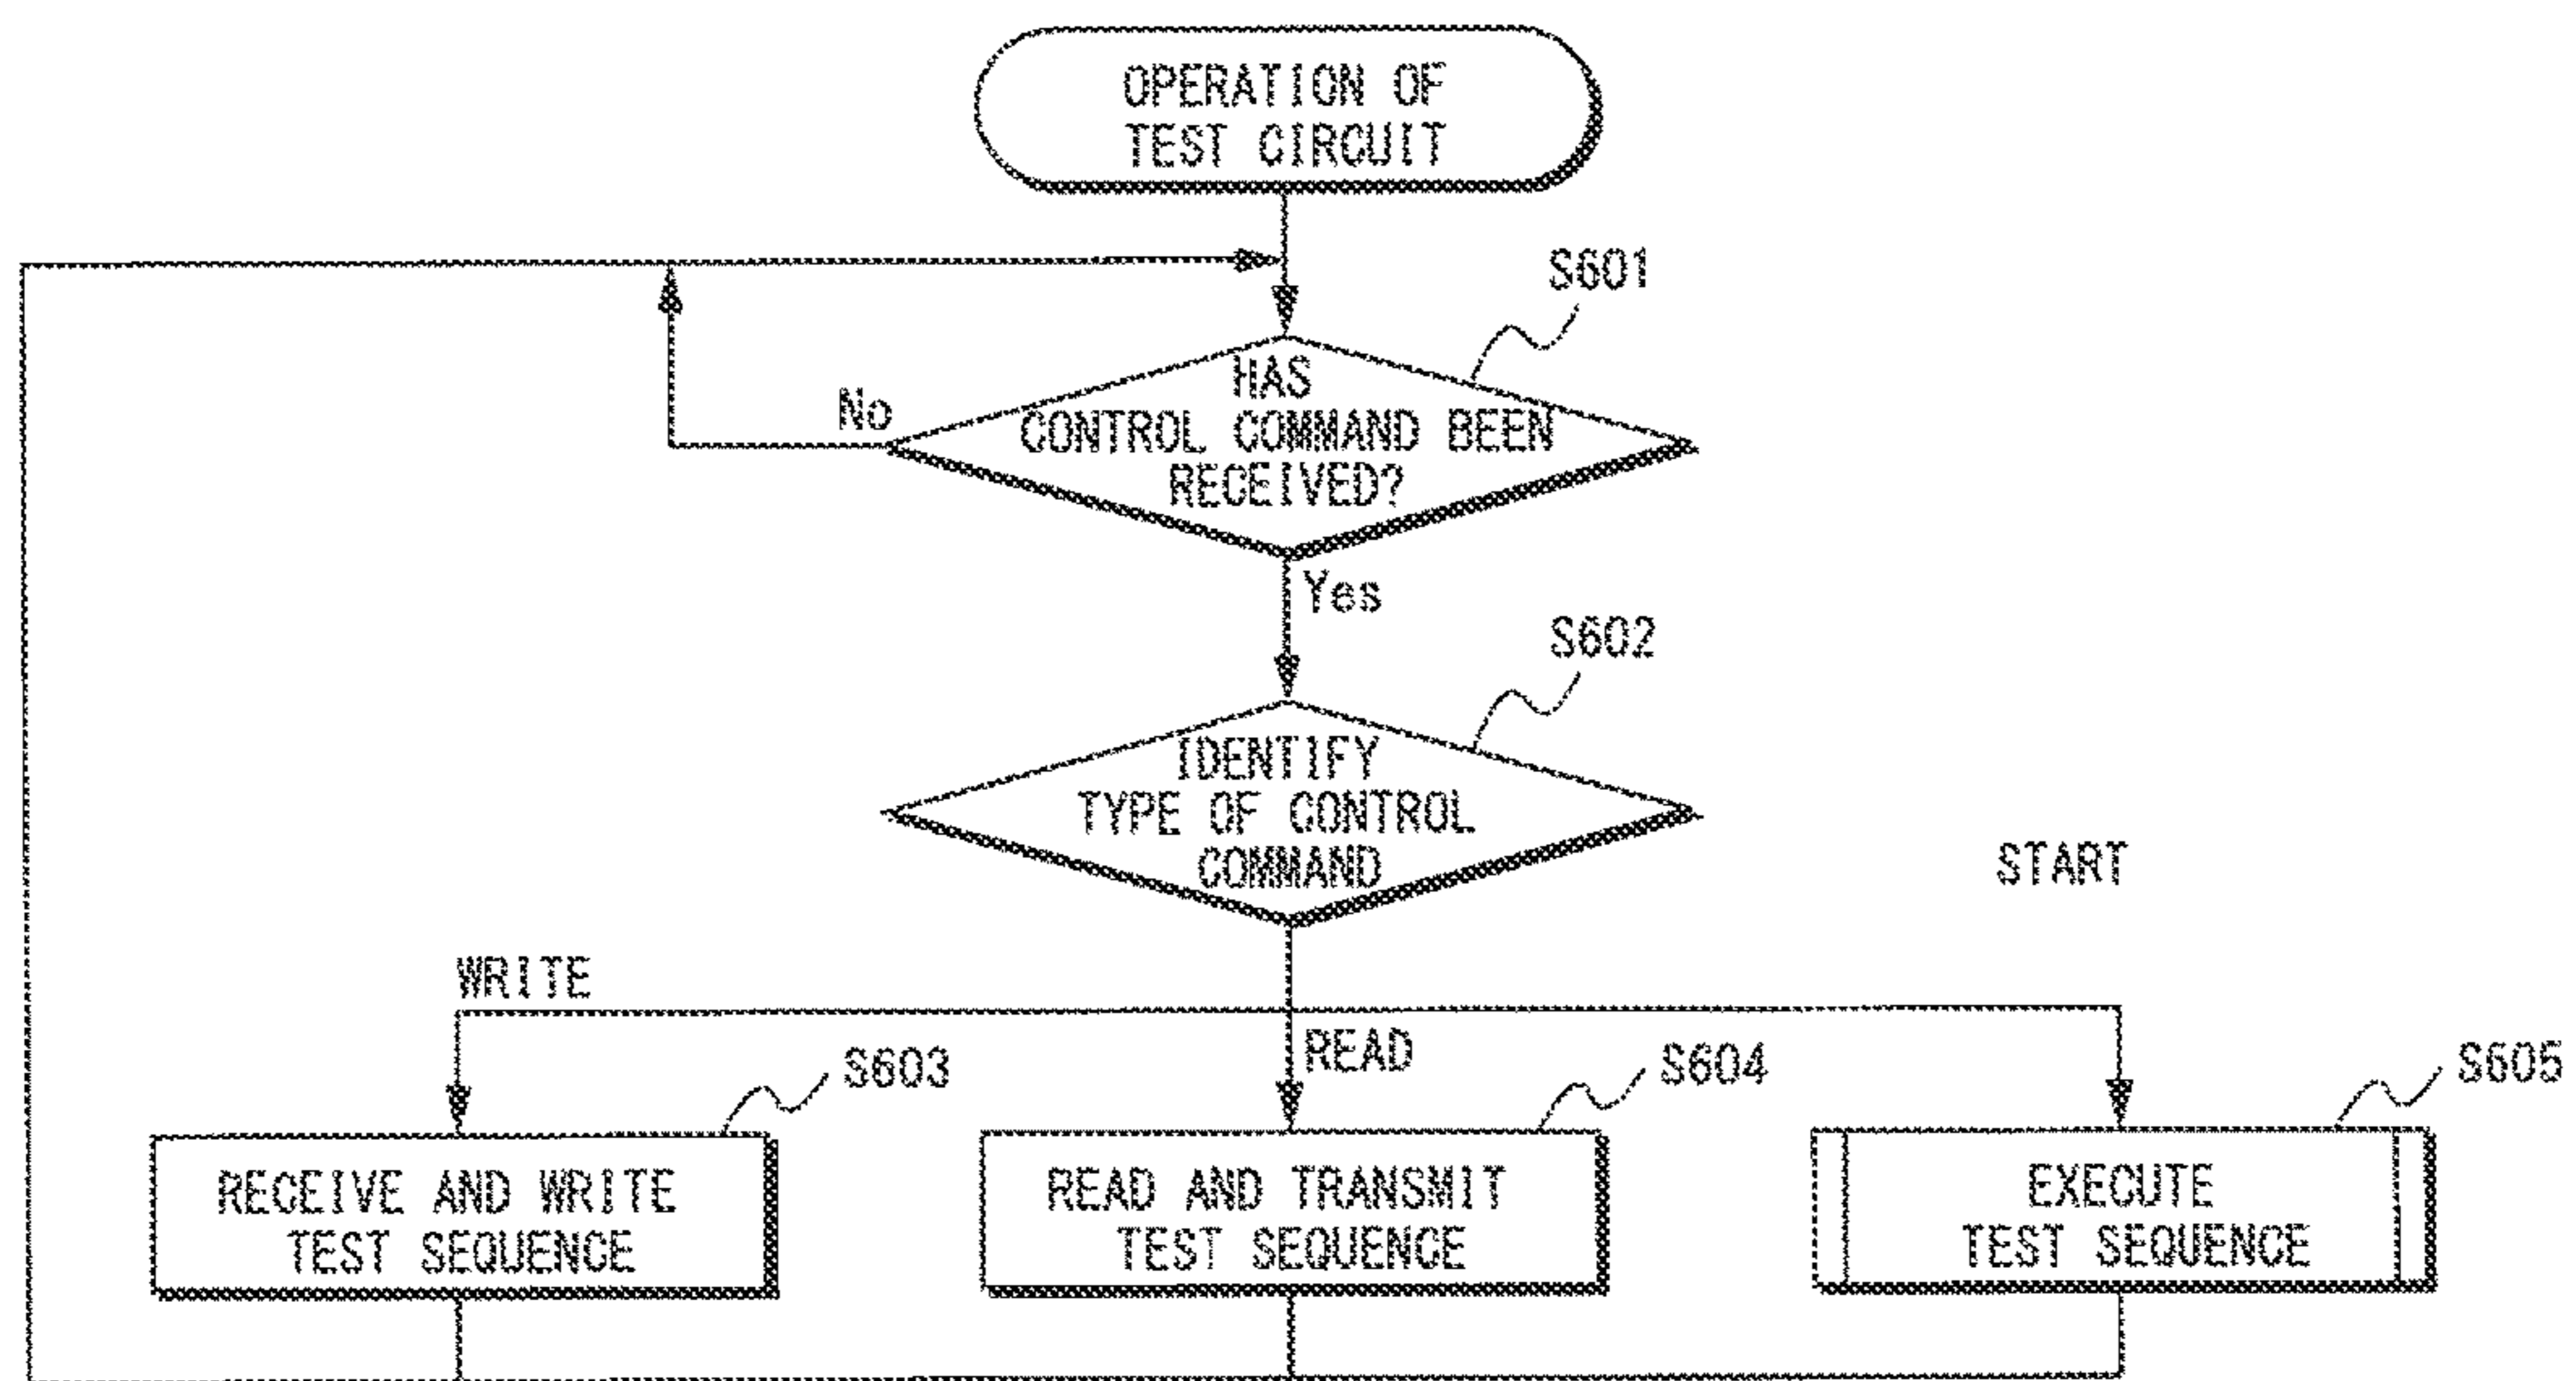 OPERATION OF
TEST CIRCUIT
S601
HAS
CONTROL COMMAND BEEN
RECEIVED?
No
Yes
S602
IDENTIFY
TYPE OF CONTROL
COMMAND
START
WRITE
READ
S603
S604
S605
RECEIVE AND WRITE
TEST SEQUENCE
READ AND TRANSMIT
TEST SEQUENCE
EXECUTE
TEST SEQUENCE